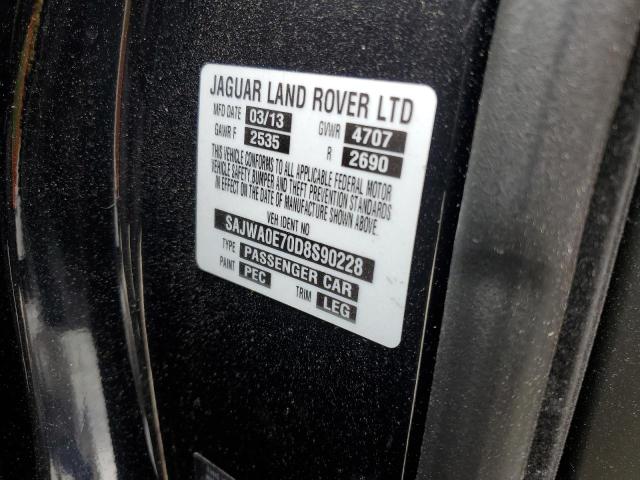 JAGUAR LAND ROVER LTD
MFD DATE 03/13 GVWR 4707
GAWR F 2535 R 2690
THIS VEHICLE CONFORMS TO ALL APPLICABLE FEDERAL MOTOR
VEHICLE SAFETY BUMPER AND THEFT PREVENTION STANDARDS
IN EFFECT ON THE DATE OF MANUFACTURE SHOWN ABOVE.
VEH IDENT NO
SAJWA0E70D8S90228
TYPE PASSENGER CAR
PAINT PEC TRIM LEG